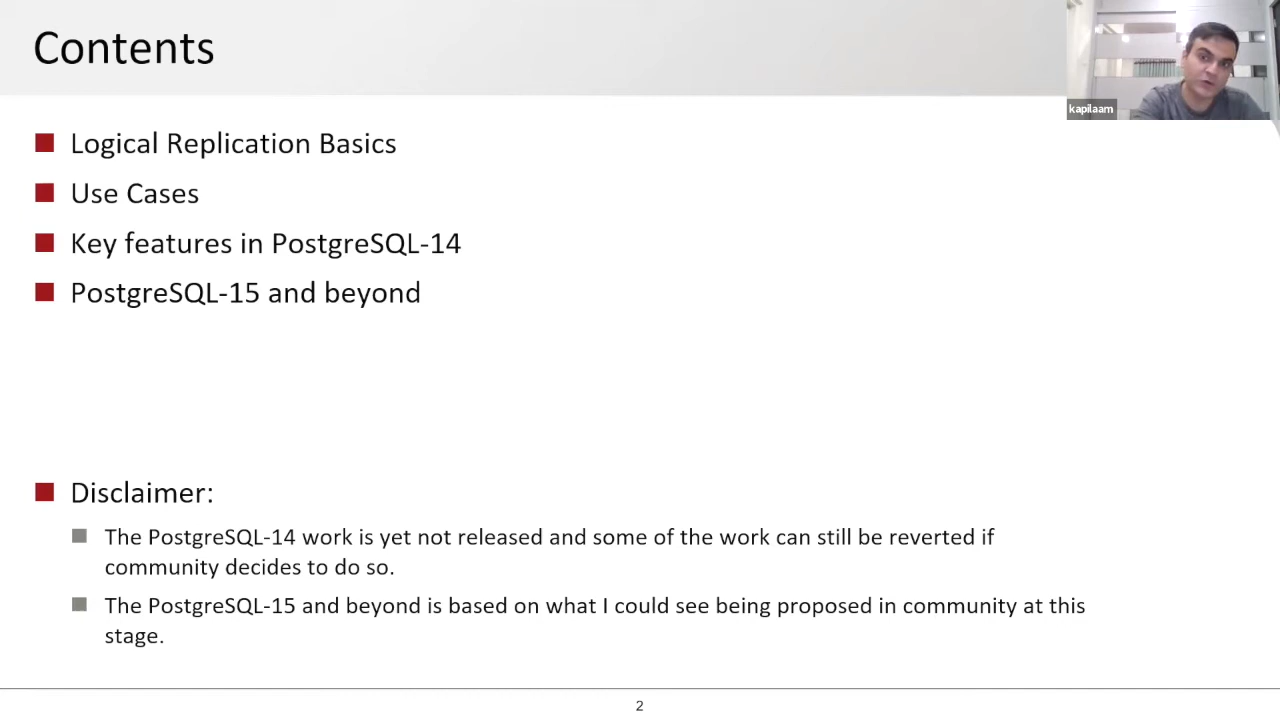 Contents
kapilaam
Logical Replication Basics
Use Cases
Key features in PostgreSQL-14
PostgreSQL-15 and beyond
Disclaimer:
The PostgreSQL-14 work is yet not released and some of the work can still be reverted if
community decides to do so.
The PostgreSQL-15 and beyond is based on what I could see being proposed in community at this
stage.
2